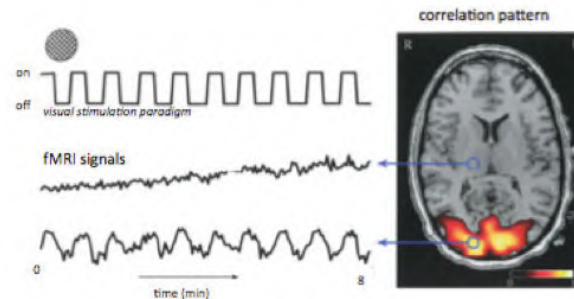 correlation pattern
R
on
off
visual stimulation paradigm
fMRI signals
0
8
time (min)